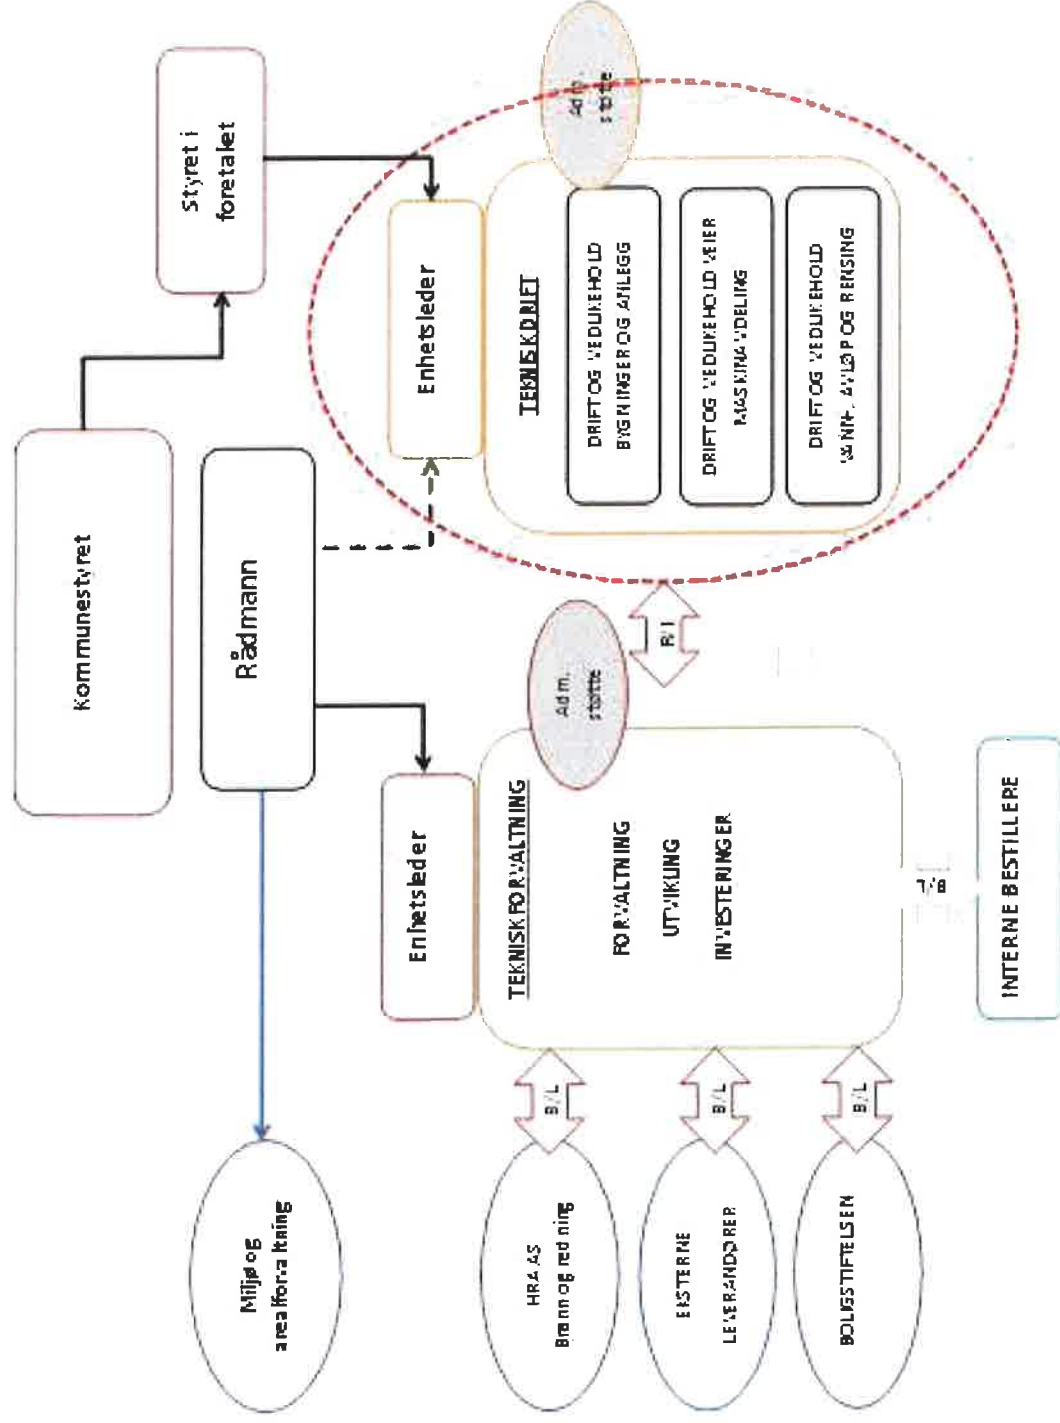 Kommunestyret
Styret i
foretaket
Rådmann
Miljø og
arealforvaltning
Enhetsleder
Enhetsleder
TEKNISK FORVALTNING
FORVALTNING
UTVIKLING
INVESTERINGER
Adm.
støtte
B/L
TEKNISK DRIFT
DRIFT OG VEDLIKEHOLD
BYGNINGER OG ANLEGG
DRIFT OG VEDLIKEHOLD VEIER
MASKINAVDELING
DRIFT OG VEDLIKEHOLD
VANN-, AVLØP OG RENSING
Adm.
støtte
HRA AS
Brann og redning
B/L
EKSTERNE
LEVERANDØRER
B/L
BOLIGSTIFTELSEN
B/L
B/L
INTERNE BESTILLERE